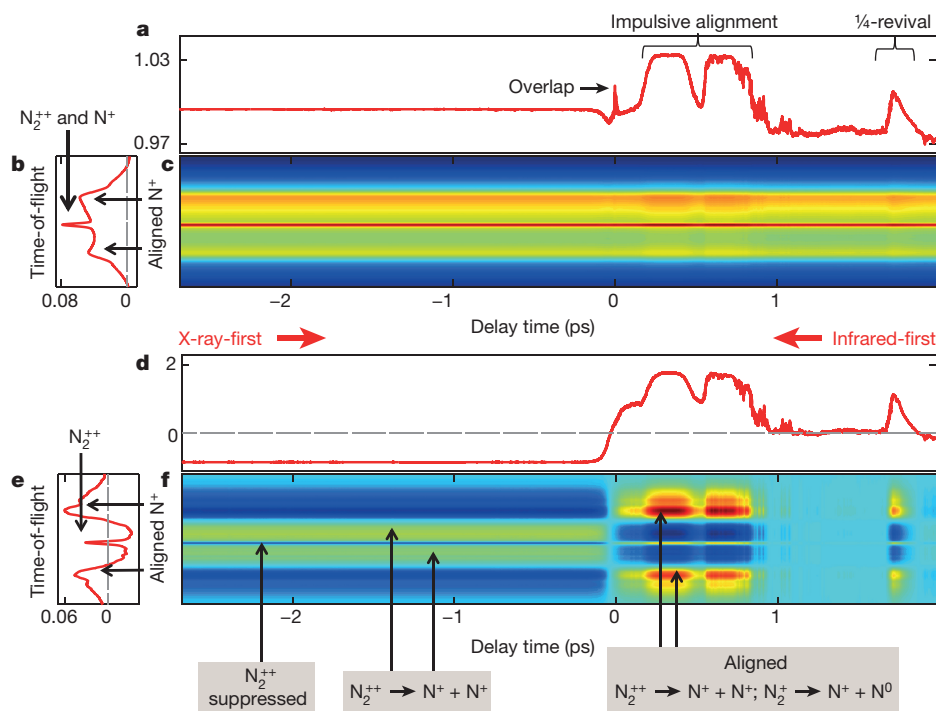 a
Impulsive alignment
¼-revival
1.03
0.97
Overlap
N₂⁺⁺ and N⁺
b
Time-of-flight
0.08
0
Aligned N⁺
c
−2
−1
0
1
Delay time (ps)
X-ray-first
Infrared-first
d
2
0
N₂⁺⁺
e
Time-of-flight
0.06
0
Aligned N⁺
f
−2
−1
0
1
Delay time (ps)
N₂⁺⁺
suppressed
N₂⁺⁺ → N⁺ + N⁺
Aligned
N₂⁺⁺ → N⁺ + N⁺; N₂⁺ → N⁺ + N⁰